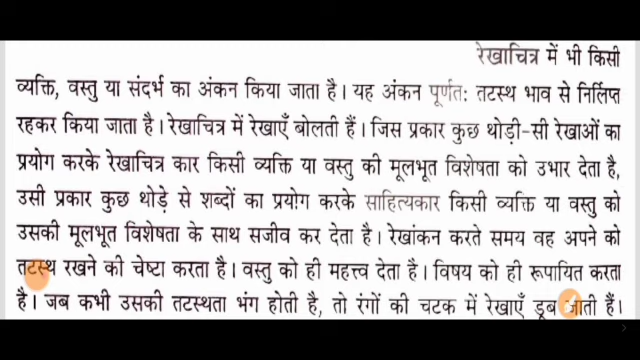 रेखाचित्र में भी किसी
व्यक्ति, वस्तु या संदर्भ का अंकन किया जाता है। यह अंकन पूर्णत: तटस्थ भाव से निर्लिप्त
रहकर किया जाता है। रेखाचित्र में रेखाएँ बोलती हैं। जिस प्रकार कुछ थोड़ी-सी रेखाओं का
प्रयोग करके रेखाचित्र कार किसी व्यक्ति या वस्तु की मूलभूत विशेषता को उभार देता है,
उसी प्रकार कुछ थोड़े से शब्दों का प्रयोग करके साहित्यकार किसी व्यक्ति या वस्तु को
उसकी मूलभूत विशेषता के साथ सजीव कर देता है। रेखांकन करते समय वह अपने को
तटस्थ रखने की चेष्टा करता है। वस्तु को ही महत्त्व देता है। विषय को ही रूपायित करता
है। जब कभी उसकी तटस्थता भंग होती है, तो रंगों की चटक में रेखाएँ डूब जाती हैं।